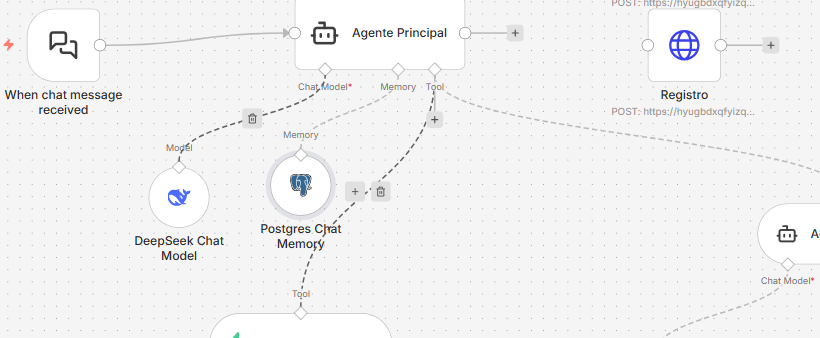 POST: https://hyugbdxqfyizq...
Agente Principal
When chat message
received
Chat Model*
Memory
Tool
Registro
POST: https://hyugbdxqfyizq...
Model
Memory
DeepSeek Chat
Model
Postgres Chat
Memory
Chat Model*
Tool